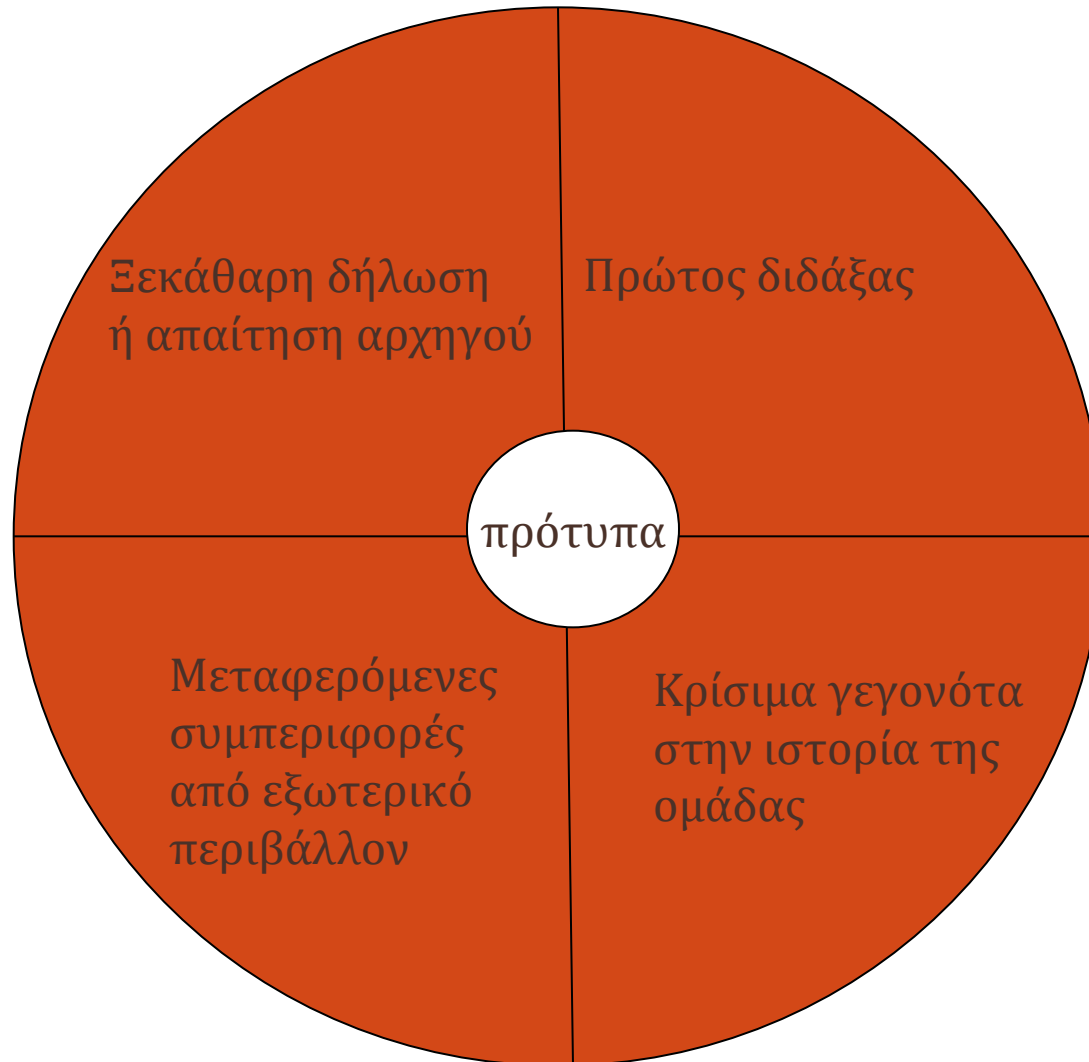 Ξεκάθαρη δήλωση
ή απαίτηση αρχηγού
Πρώτος διδάξας
πρότυπα
Μεταφερόμενες
συμπεριφορές
από εξωτερικό
περιβάλλον
Κρίσιμα γεγονότα
στην ιστορία της
ομάδας